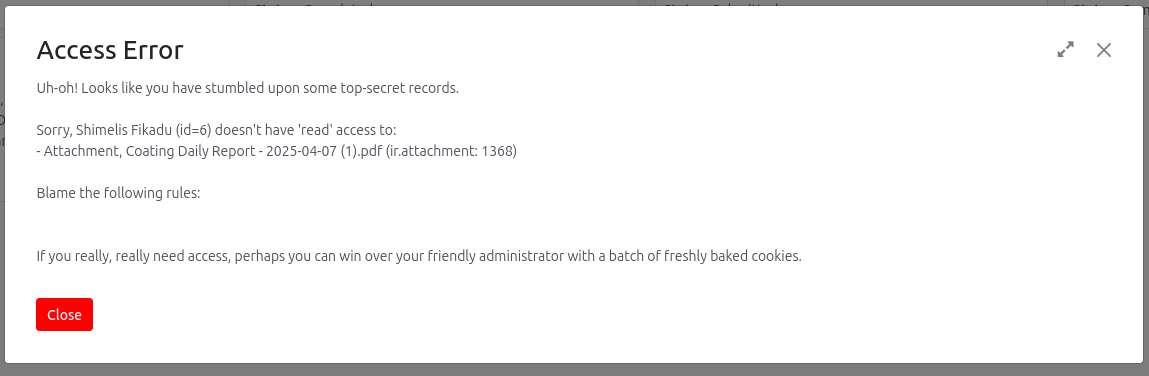 Access Error
Uh-oh! Looks like you have stumbled upon some top-secret records.
Sorry, Shimelis Fikadu (id=6) doesn't have 'read' access to:
- Attachment, Coating Daily Report - 2025-04-07 (1).pdf (ir.attachment: 1368)
Blame the following rules:
If you really, really need access, perhaps you can win over your friendly administrator with a batch of freshly baked cookies.
Close